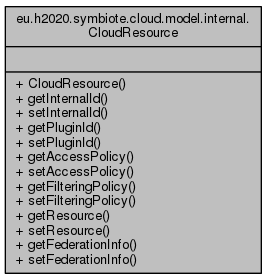 eu.h2020.symbiote.cloud.model.internal.
CloudResource
+ CloudResource()
+ getInternalId()
+ setInternalId()
+ getPluginId()
+ setPluginId()
+ getAccessPolicy()
+ setAccessPolicy()
+ getFilteringPolicy()
+ setFilteringPolicy()
+ getResource()
+ setResource()
+ getFederationInfo()
+ setFederationInfo()